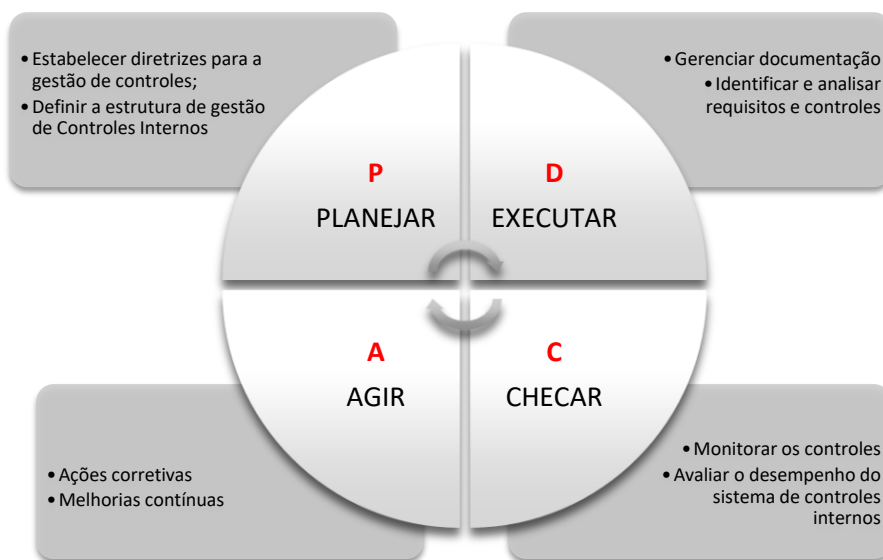 • Estabelecer diretrizes para a
gestão de controles;
• Definir a estrutura de gestão
de Controles Internos
• Gerenciar documentação
• Identificar e analisar
requisitos e controles
P
PLANEJAR
D
EXECUTAR
A
AGIR
C
CHECAR
• Ações corretivas
• Melhorias contínuas
• Monitorar os controles
• Avaliar o desempenho do
sistema de controles
internos